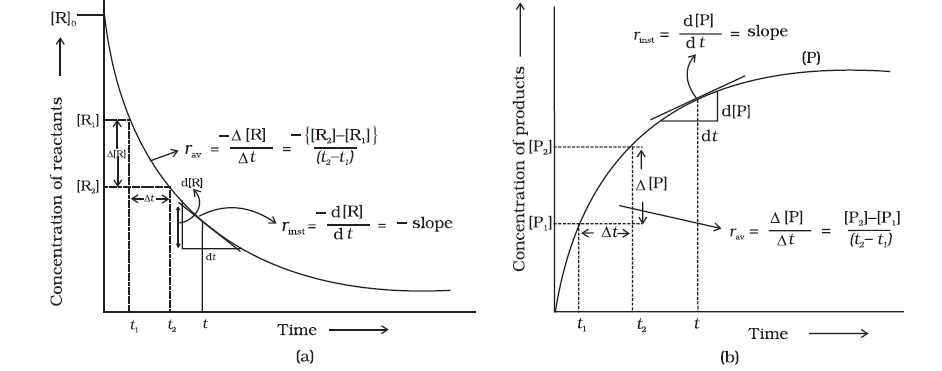 [R]₀
Concentration of reactants
[R₁]
Δ[R]
[R₂]
Δt
r_av = −Δ[R] / Δt = −{[R₂]–[R₁]} / (t₂–t₁)
d[R]
r_inst = −d[R] / dt = − slope
dt
t₁ t₂ t
Time
(a)
Concentration of products
r_inst = d[P] / dt = slope
(P)
d[P]
dt
[P₂]
Δ[P]
[P₁]
Δt
r_av = Δ[P] / Δt = [P₂]–[P₁] / (t₂– t₁)
t₁ t₂ t
Time
(b)